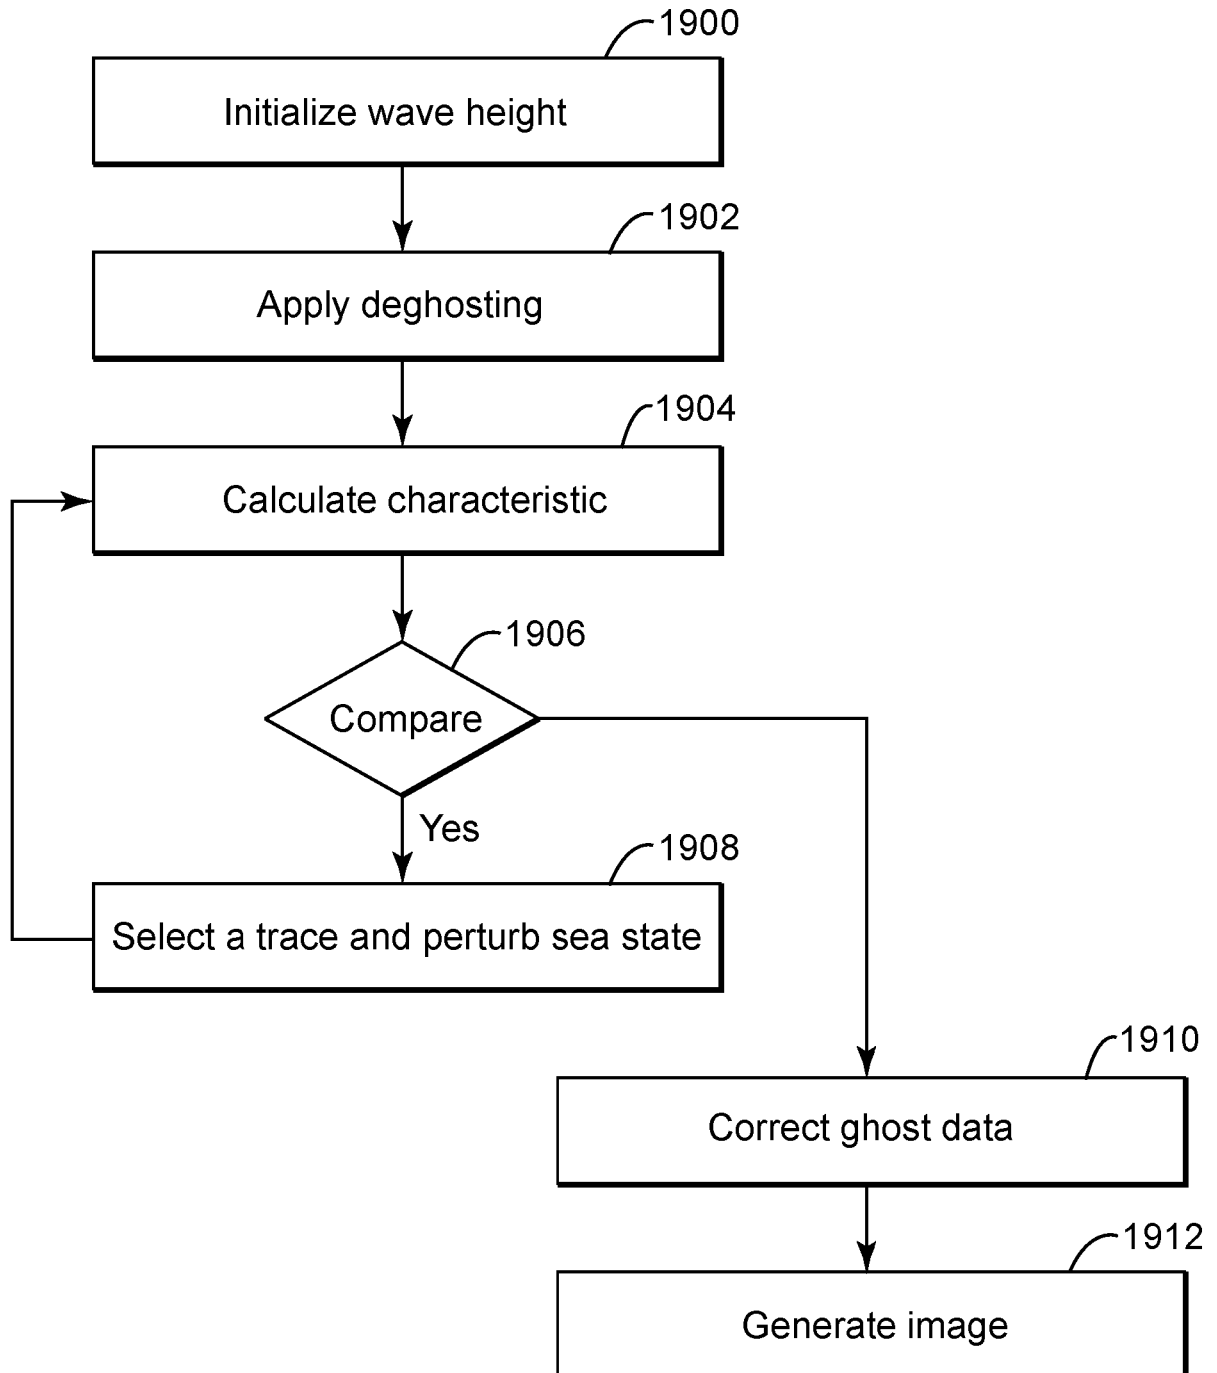 1900
Initialize wave height
1902
Apply deghosting
1904
Calculate characteristic
1906
Compare
Yes
1908
Select a trace and perturb sea state
1910
Correct ghost data
1912
Generate image